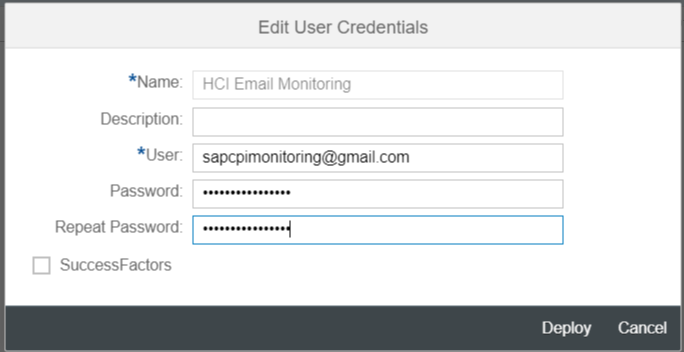 Edit User Credentials
*Name: HCI Email Monitoring
Description:
*User: sapcpimonitoring@gmail.com
Password: ••••••••••••••••
Repeat Password: ••••••••••••••••
SuccessFactors
Deploy Cancel